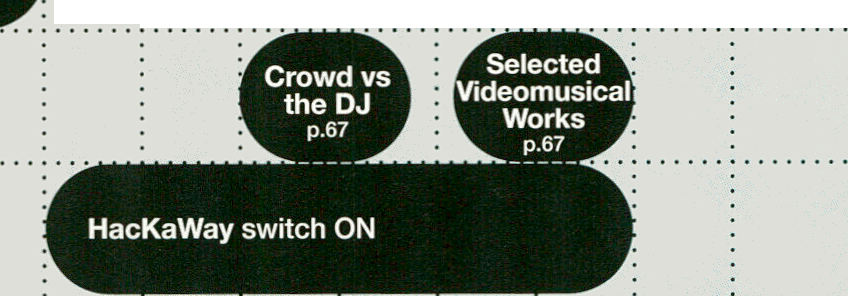 Crowd vs
the DJ
p.67
Selected
Videomusical
Works
p.67
HacKaWay switch ON